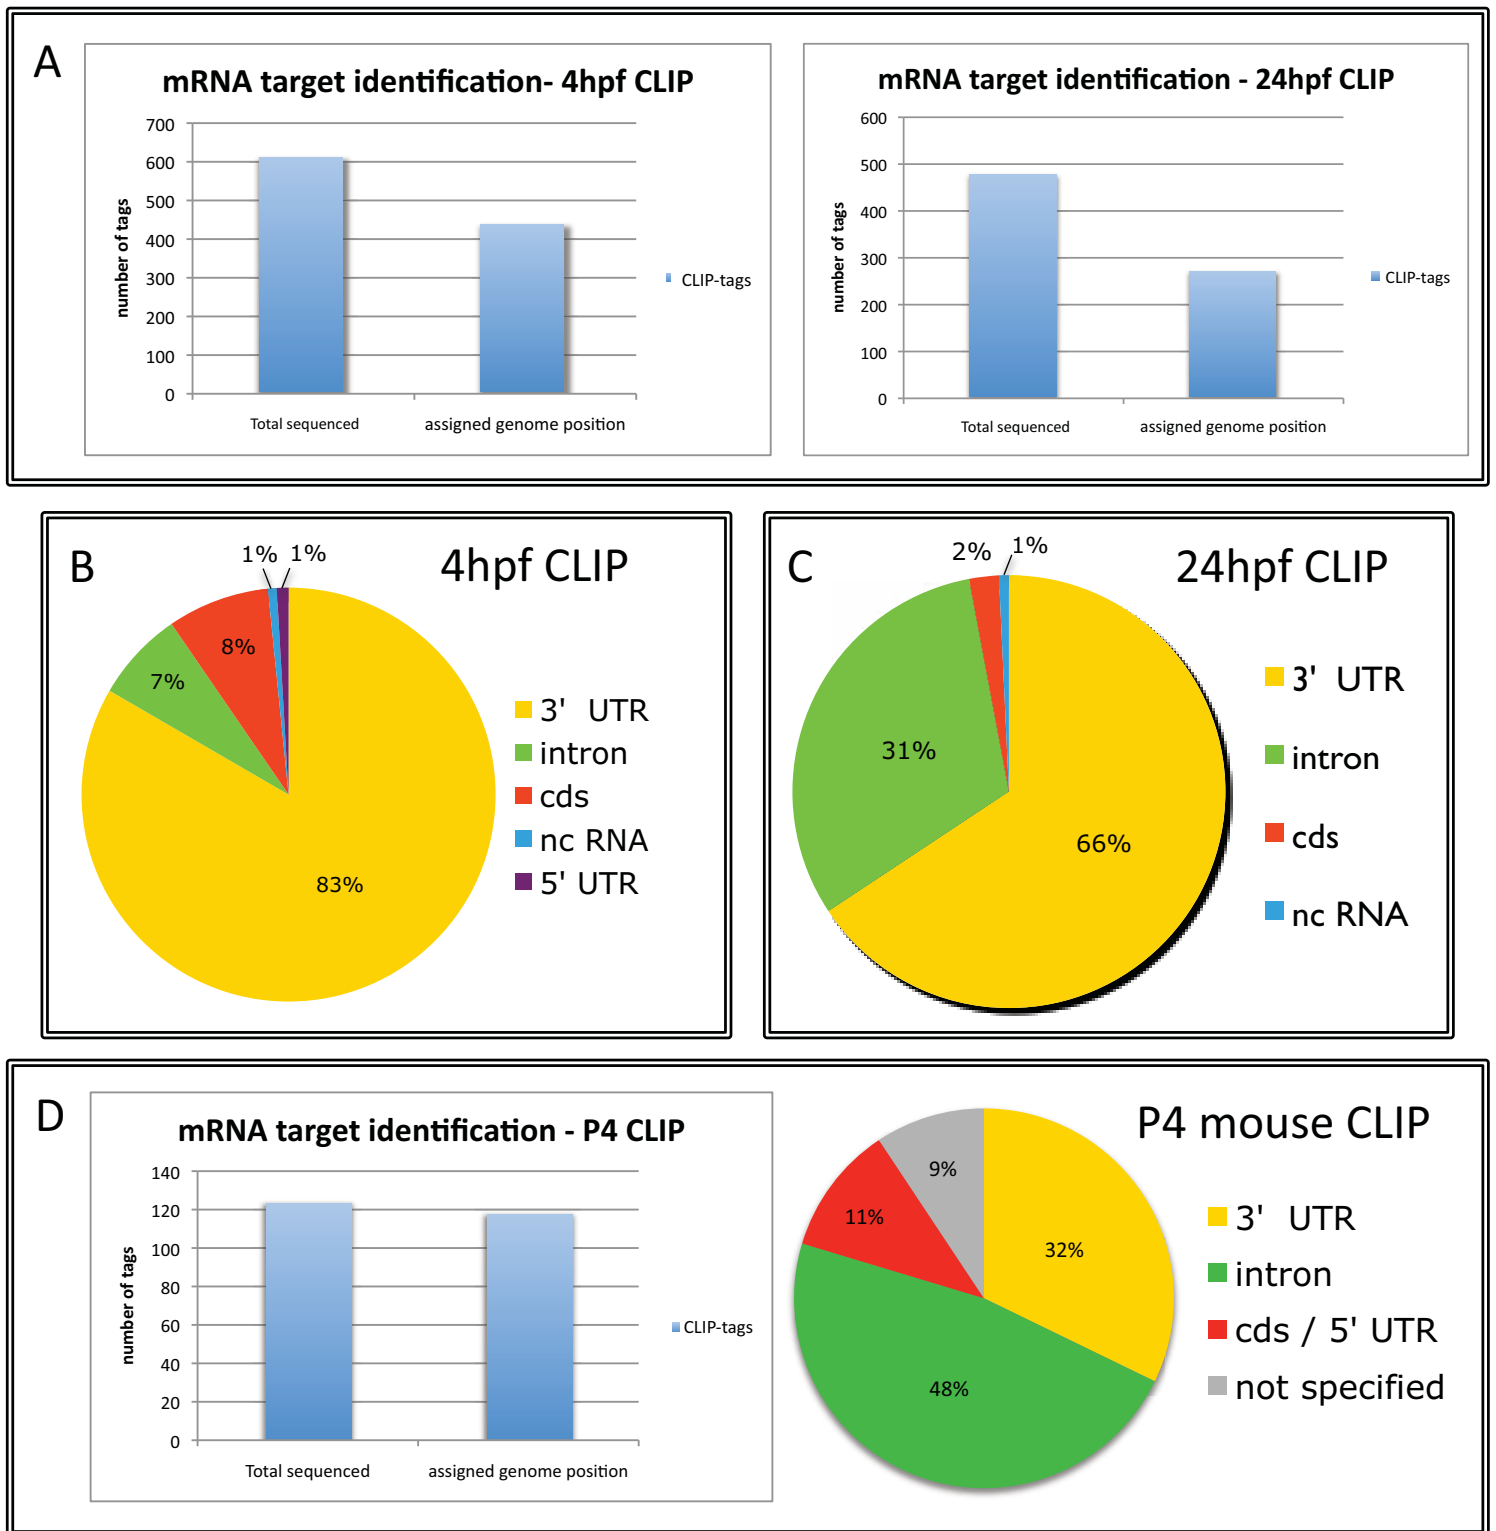 A
mRNA target identification- 4hpf CLIP
700
600
500
400
300
200
100
0
number of tags
Total sequenced
assigned genome position
CLIP-tags
mRNA target identification - 24hpf CLIP
600
500
400
300
200
100
0
number of tags
Total sequenced
assigned genome position
CLIP-tags
B
4hpf CLIP
1%
1%
8%
7%
83%
3' UTR
intron
cds
nc RNA
5' UTR
C
24hpf CLIP
2%
1%
31%
66%
3' UTR
intron
cds
nc RNA
D
mRNA target identification - P4 CLIP
140
120
100
80
60
40
20
0
number of tags
Total sequenced
assigned genome position
CLIP-tags
P4 mouse CLIP
9%
11%
32%
48%
3' UTR
intron
cds / 5' UTR
not specified